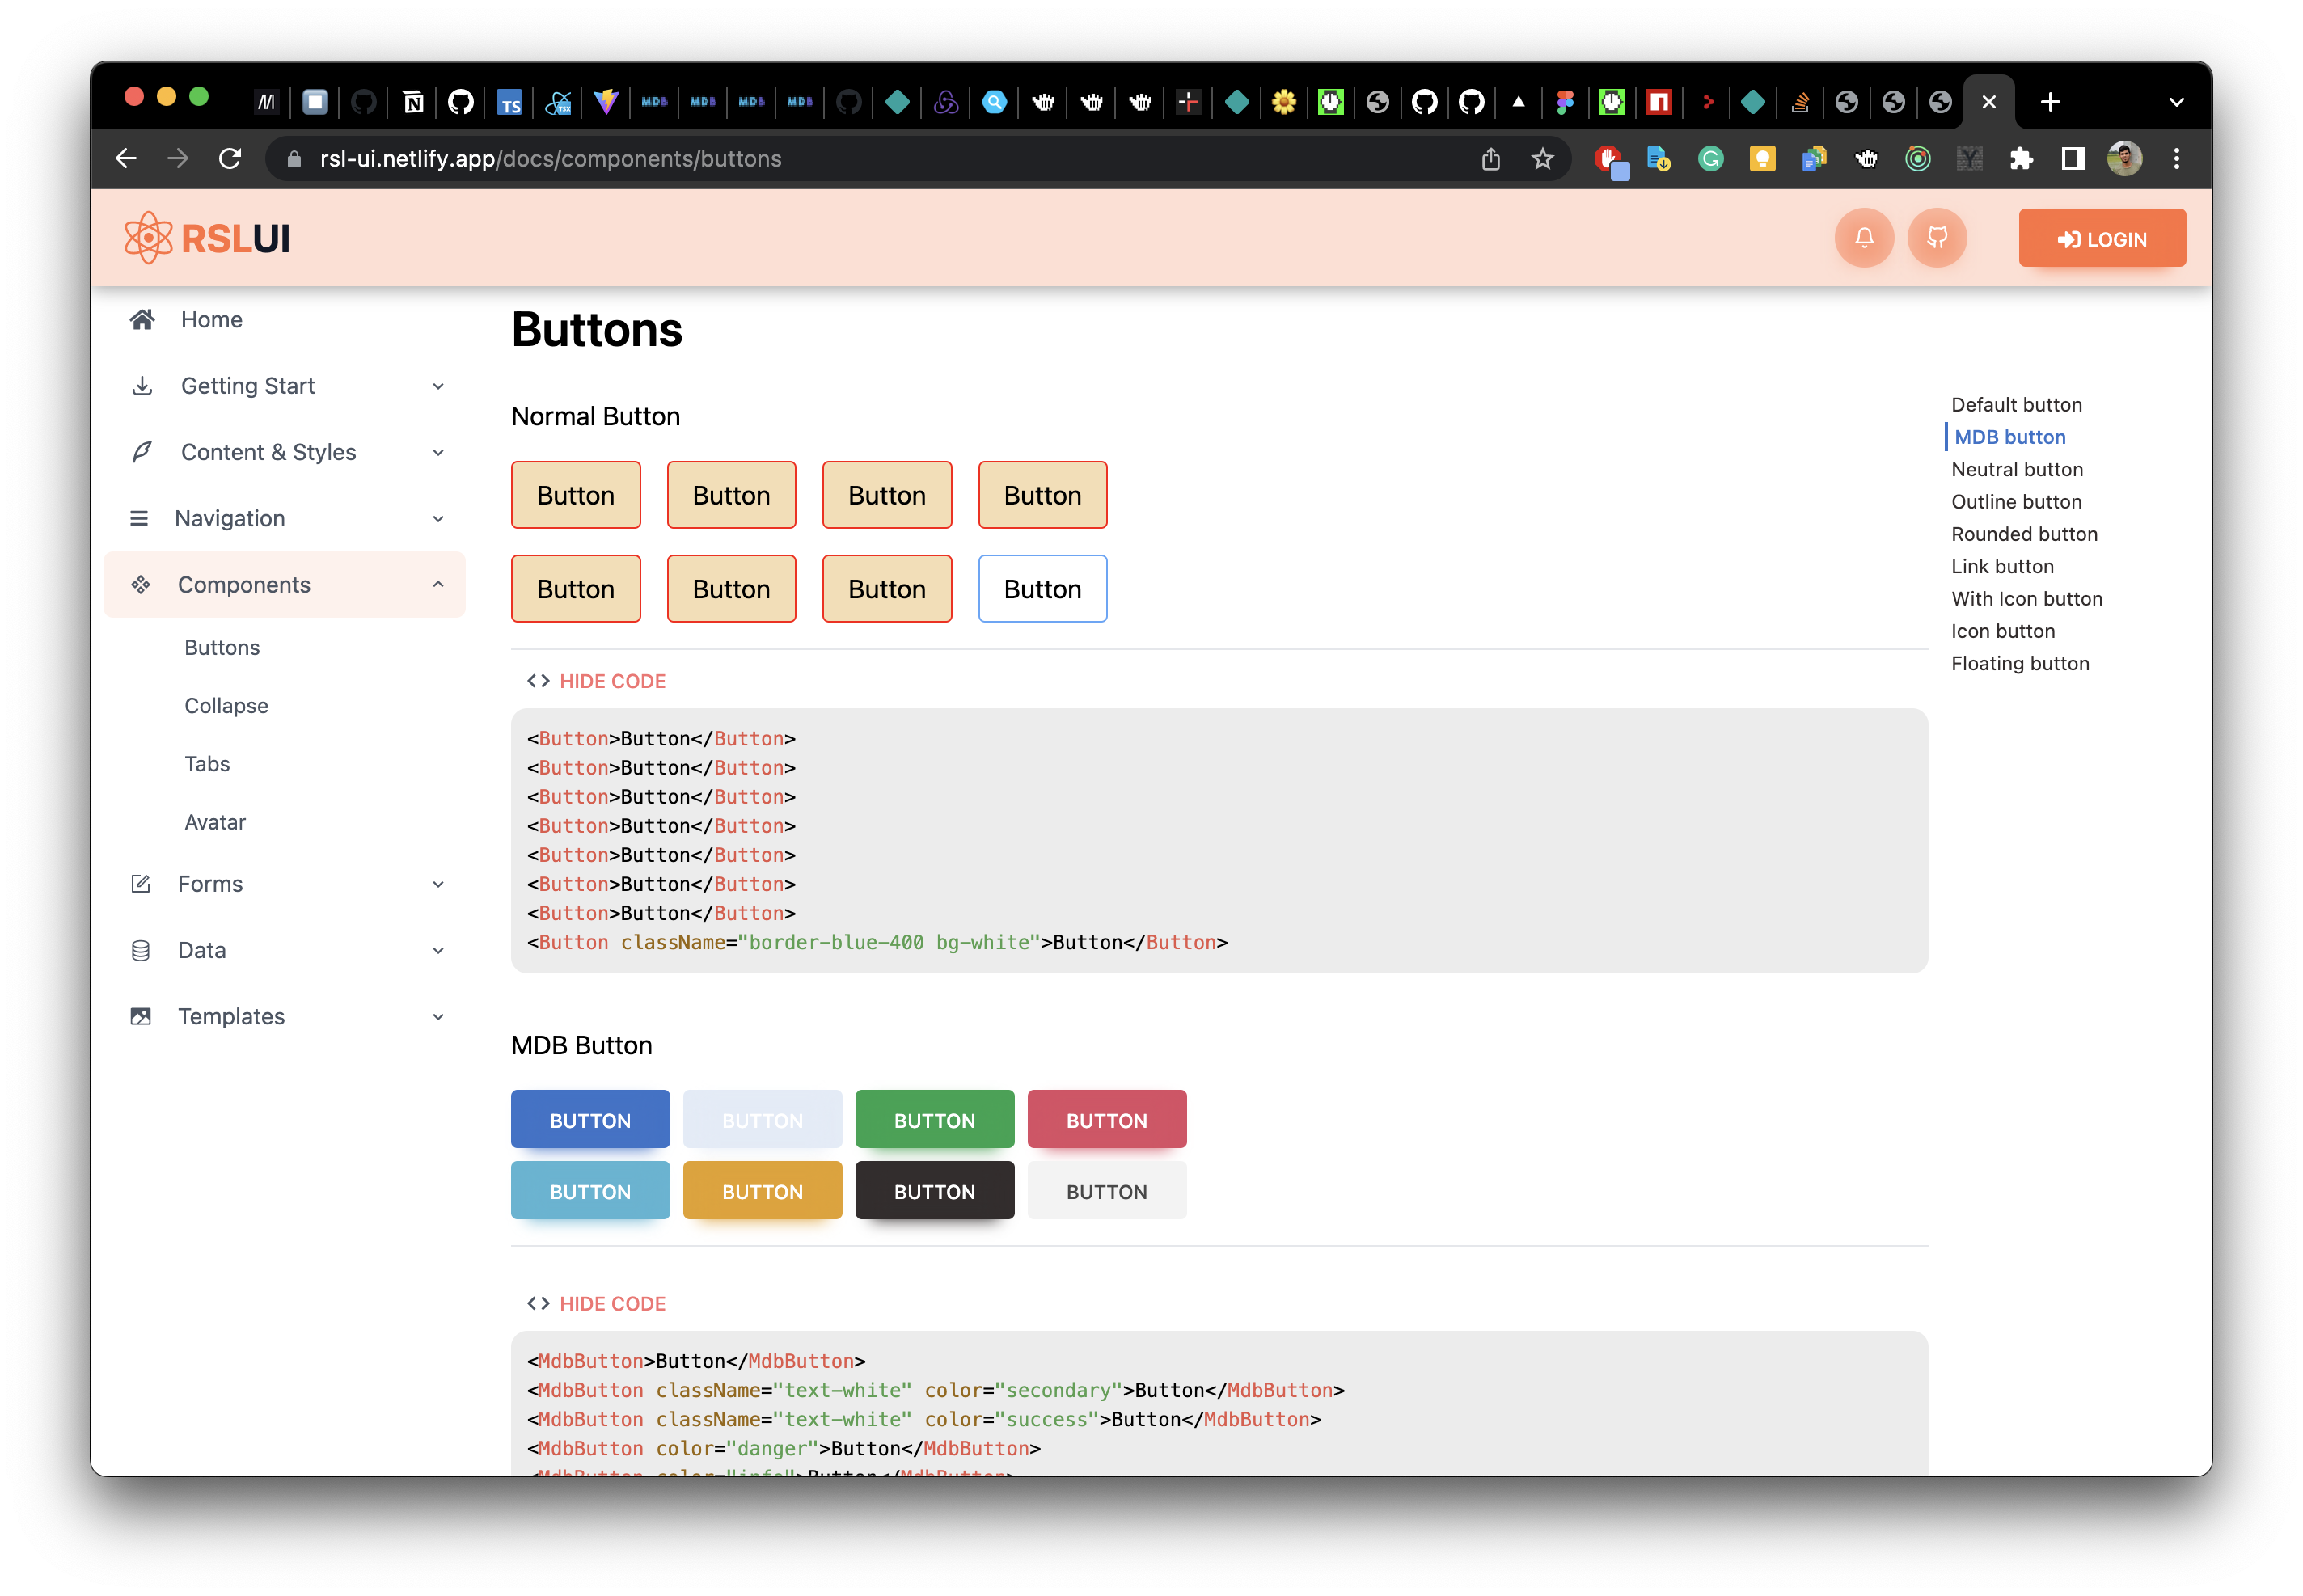 rsl-ui.netlify.app/docs/components/buttons
RSLUI
LOGIN
Home
Getting Start
Content & Styles
Navigation
Components
Buttons
Collapse
Tabs
Avatar
Forms
Data
Templates
Buttons
Normal Button
Button Button Button Button
Button Button Button Button
<> HIDE CODE
<Button>Button</Button>
<Button>Button</Button>
<Button>Button</Button>
<Button>Button</Button>
<Button>Button</Button>
<Button>Button</Button>
<Button>Button</Button>
<Button className="border-blue-400 bg-white">Button</Button>
MDB Button
BUTTON BUTTON BUTTON BUTTON
BUTTON BUTTON BUTTON BUTTON
<> HIDE CODE
<MdbButton>Button</MdbButton>
<MdbButton className="text-white" color="secondary">Button</MdbButton>
<MdbButton className="text-white" color="success">Button</MdbButton>
<MdbButton color="danger">Button</MdbButton>
<MdbButton color="info">Button</MdbButton>
Default button
MDB button
Neutral button
Outline button
Rounded button
Link button
With Icon button
Icon button
Floating button